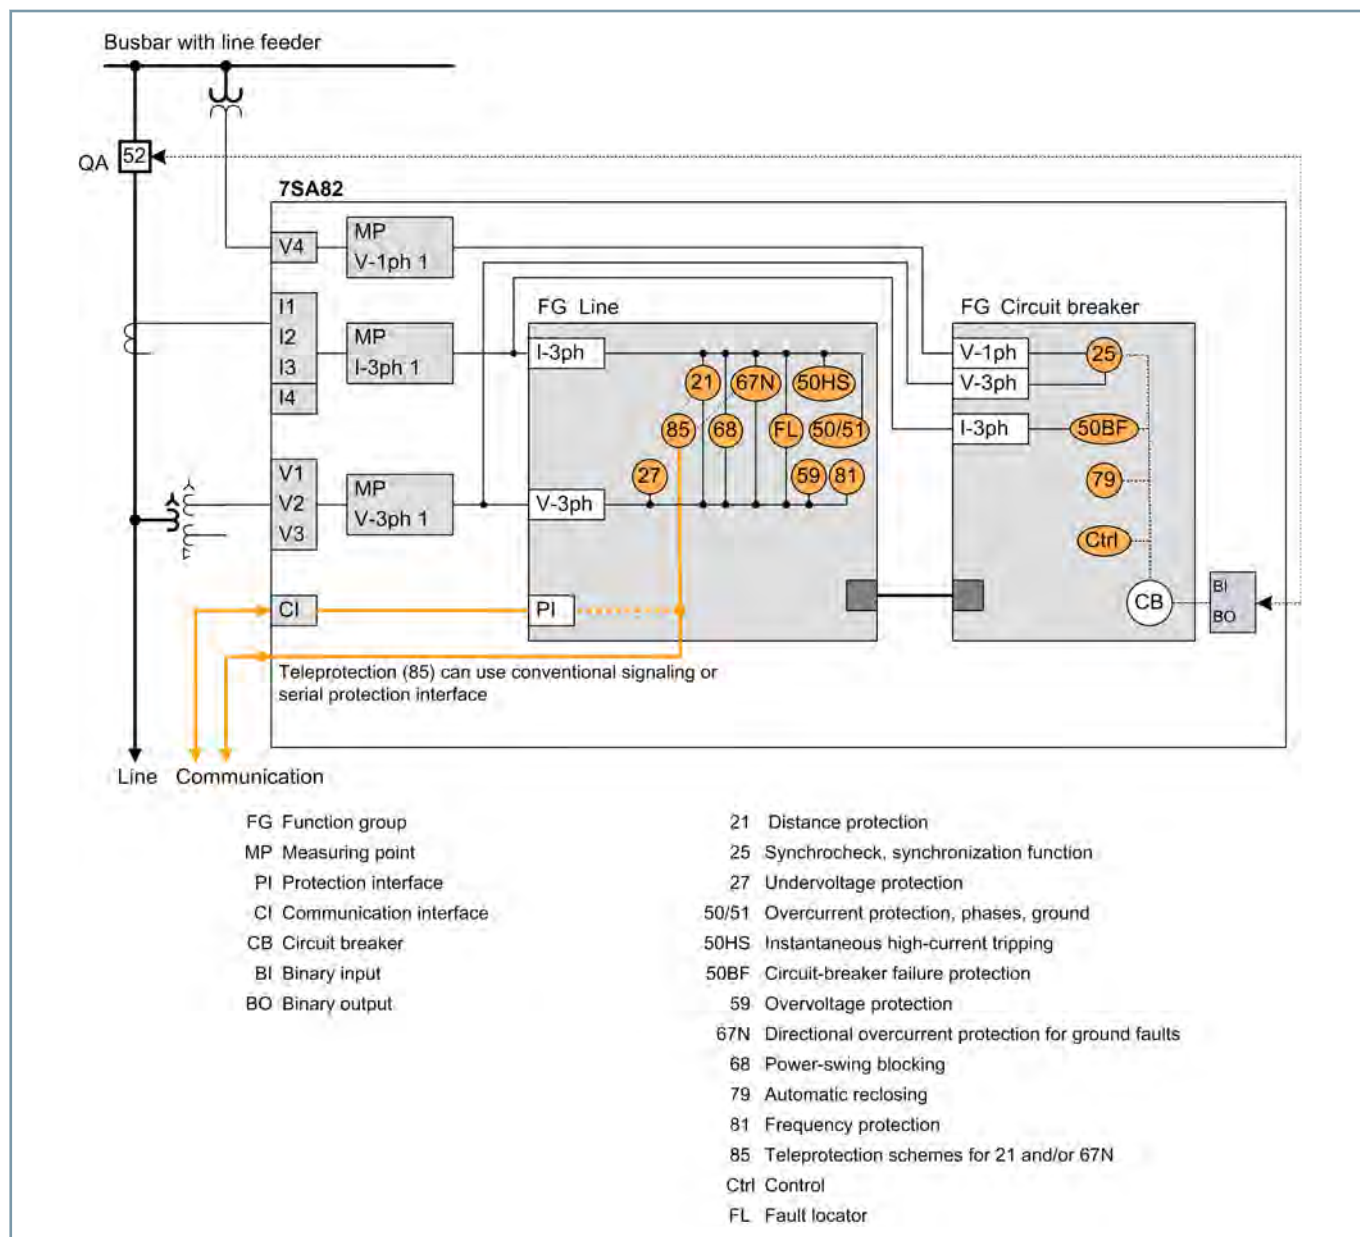 Busbar with line feeder
QA
52
7SA82
V4
MP
V-1ph 1
I1
I2
I3
I4
MP
I-3ph 1
V1
V2
V3
MP
V-3ph 1
CI
FG Line
I-3ph
V-3ph
PI
21
67N
50HS
85
68
FL
50/51
27
59
81
FG Circuit breaker
V-1ph
V-3ph
I-3ph
25
50BF
79
Ctrl
CB
BI
BO
Teleprotection (85) can use conventional signaling or
serial protection interface
Line
Communication
FG Function group
MP Measuring point
PI Protection interface
CI Communication interface
CB Circuit breaker
BI Binary input
BO Binary output
21 Distance protection
25 Synchrocheck, synchronization function
27 Undervoltage protection
50/51 Overcurrent protection, phases, ground
50HS Instantaneous high-current tripping
50BF Circuit-breaker failure protection
59 Overvoltage protection
67N Directional overcurrent protection for ground faults
68 Power-swing blocking
79 Automatic reclosing
81 Frequency protection
85 Teleprotection schemes for 21 and/or 67N
Ctrl Control
FL Fault locator